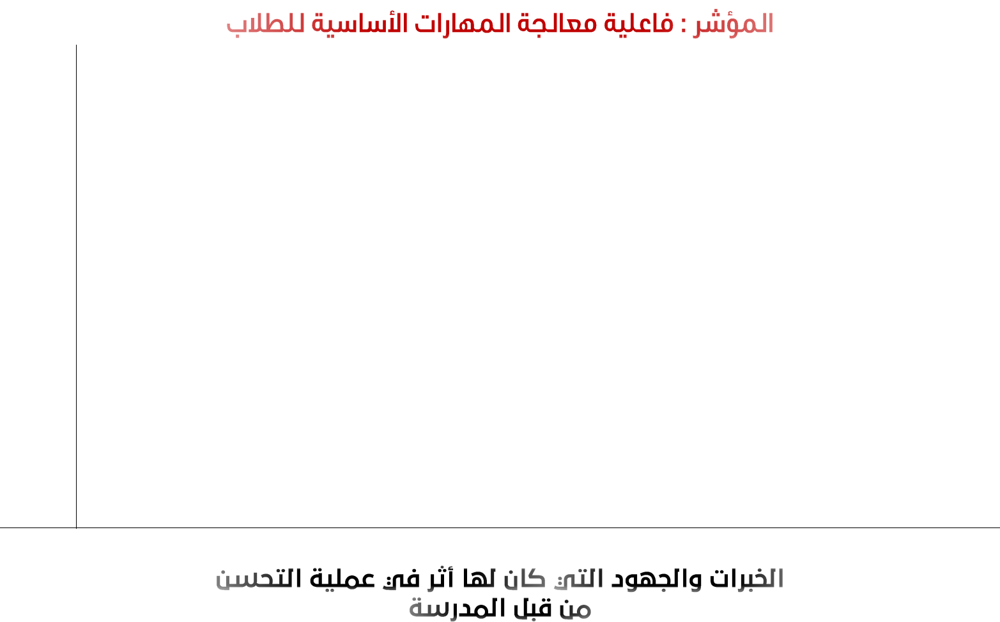 المؤشر : فاعلية معالجة المهارات الأساسية للطلاب
الخبرات والجهود التي كان لها أثر في عملية التحسن
من قبل المدرسة